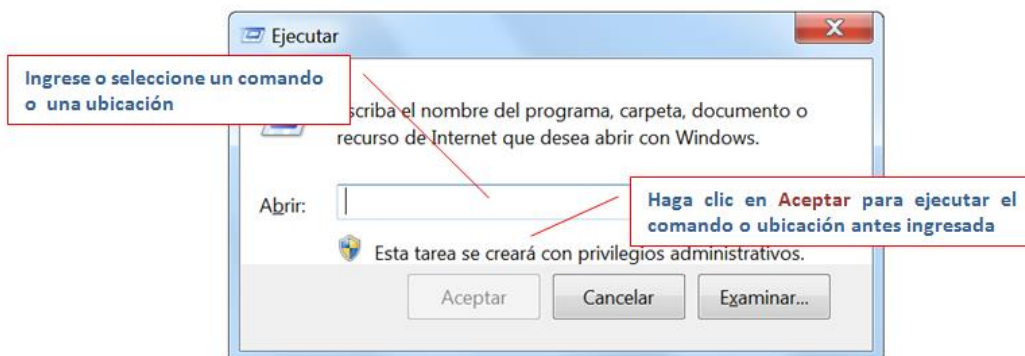 Ejecutar
Ingrese o seleccione un comando
o una ubicación
scriba el nombre del programa, carpeta, documento o
recurso de Internet que desea abrir con Windows.
Abrir:
Haga clic en Aceptar para ejecutar el
comando o ubicación antes ingresada
Esta tarea se creará con privilegios administrativos.
Aceptar
Cancelar
Examinar...